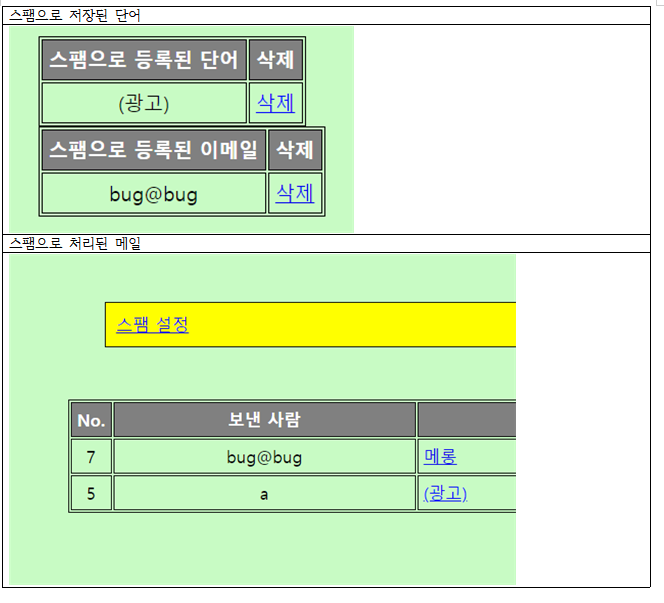 스팸으로 저장된 단어
스팸으로 등록된 단어 삭제
(광고) 삭제
스팸으로 등록된 이메일 삭제
bug@bug 삭제
스팸으로 처리된 메일
스팸 설정
No. 보낸 사람
7 bug@bug 메롱
5 a (광고)